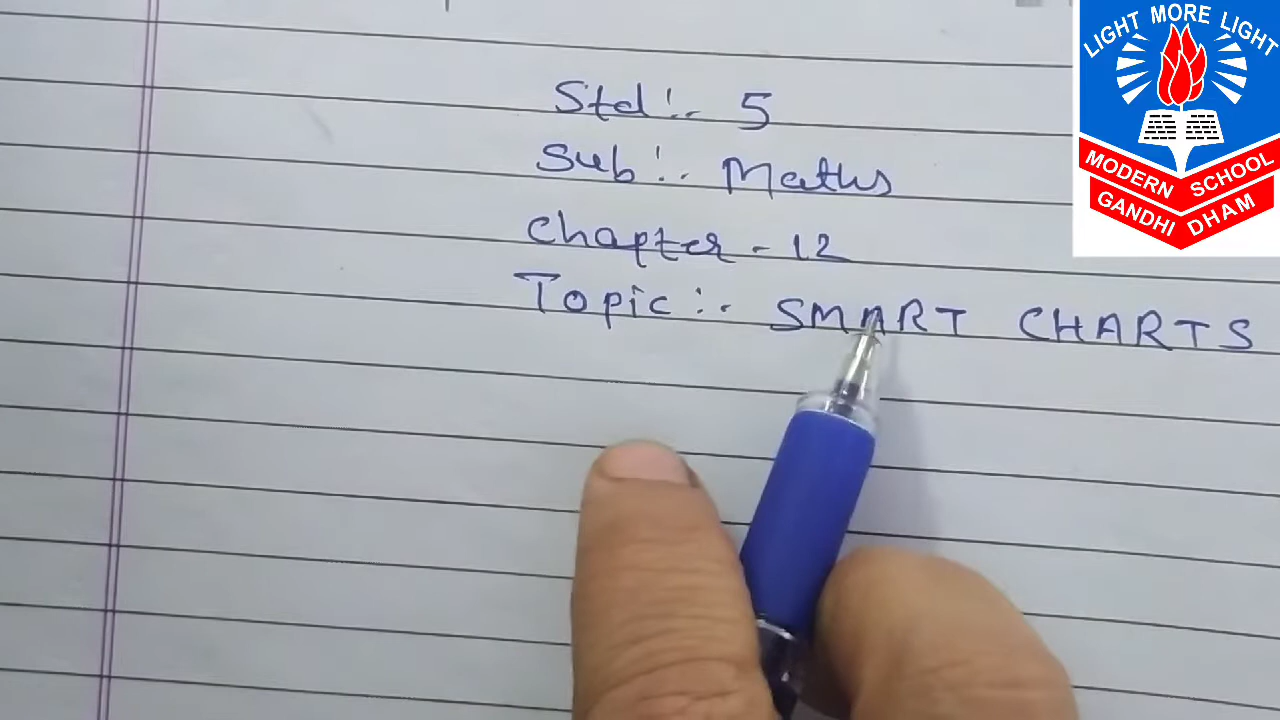 LIGHT MORE LIGHT
MODERN SCHOOL
GANDHI DHAM
Std :- 5
Sub :- Maths
Chapter - 12
Topic :- SMART CHARTS